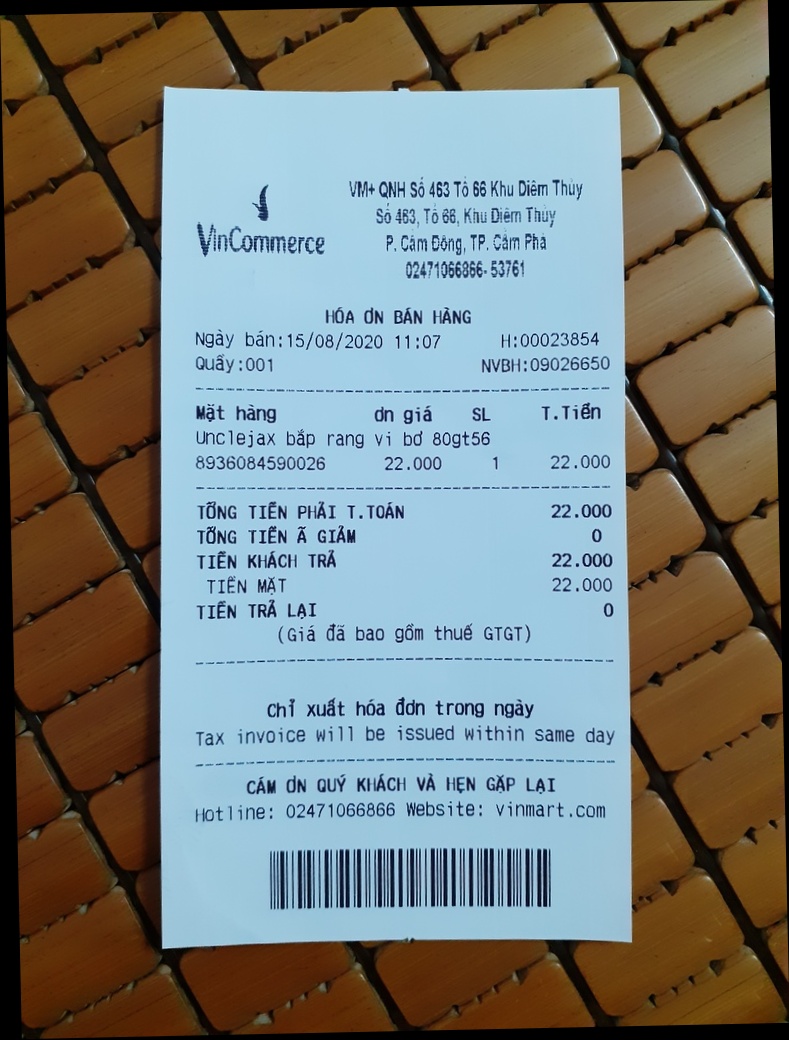 VinCommerce
VM+ QNH Số 463 Tổ 66 Khu Diêm Thủy
Số 463, Tổ 66, Khu Diêm Thủy
P. Cẩm Đông, TP. Cẩm Phả
02471066866- 53761
HÓA ƠN BÁN HÀNG
Ngày bán:15/08/2020 11:07 H:00023854
Quầy:001 NVBH:09026650
Mặt hàng ơn giá SL T.Tiền
Unclejax bắp rang vị bơ 80gt56
8936084590026 22.000 1 22.000
TỔNG TIỀN PHẢI T.TOÁN 22.000
TỔNG TIỀN Ã GIẢM 0
TIỀN KHÁCH TRẢ 22.000
TIỀN MẶT 22.000
TIỀN TRẢ LẠI 0
(Giá đã bao gồm thuế GTGT)
Chỉ xuất hóa đơn trong ngày
Tax invoice will be issued within same day
CÁM ƠN QUÝ KHÁCH VÀ HẸN GẶP LẠI
Hotline: 02471066866 Website: vinmart.com